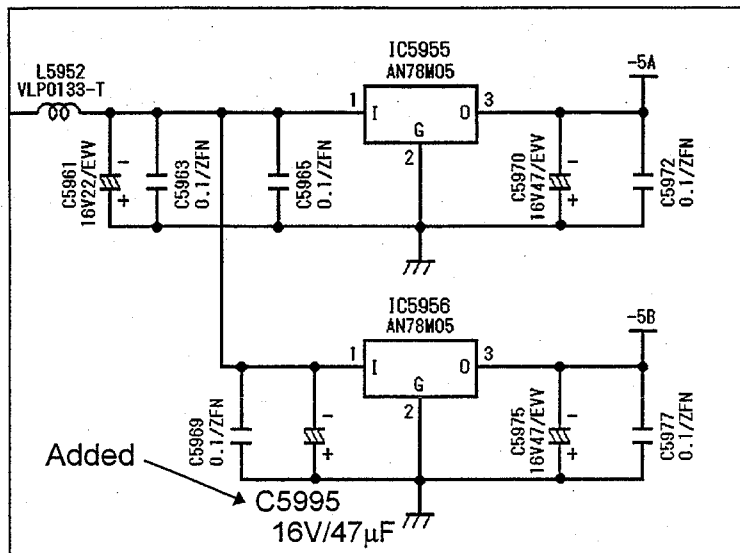 L5952
VLP0133-T
IC5955
AN78M05
-5A
1
I
O
3
G
2
C5961
16V22/EVV
-
+
C5963
0.1/ZFN
C5965
0.1/ZFN
C5970
16V47/EVV
-
+
C5972
0.1/ZFN
IC5956
AN78M05
-5B
1
I
O
3
G
2
C5969
0.1/ZFN
-
+
C5975
16V47/EVV
-
+
C5977
0.1/ZFN
Added
C5995
16V/47µF